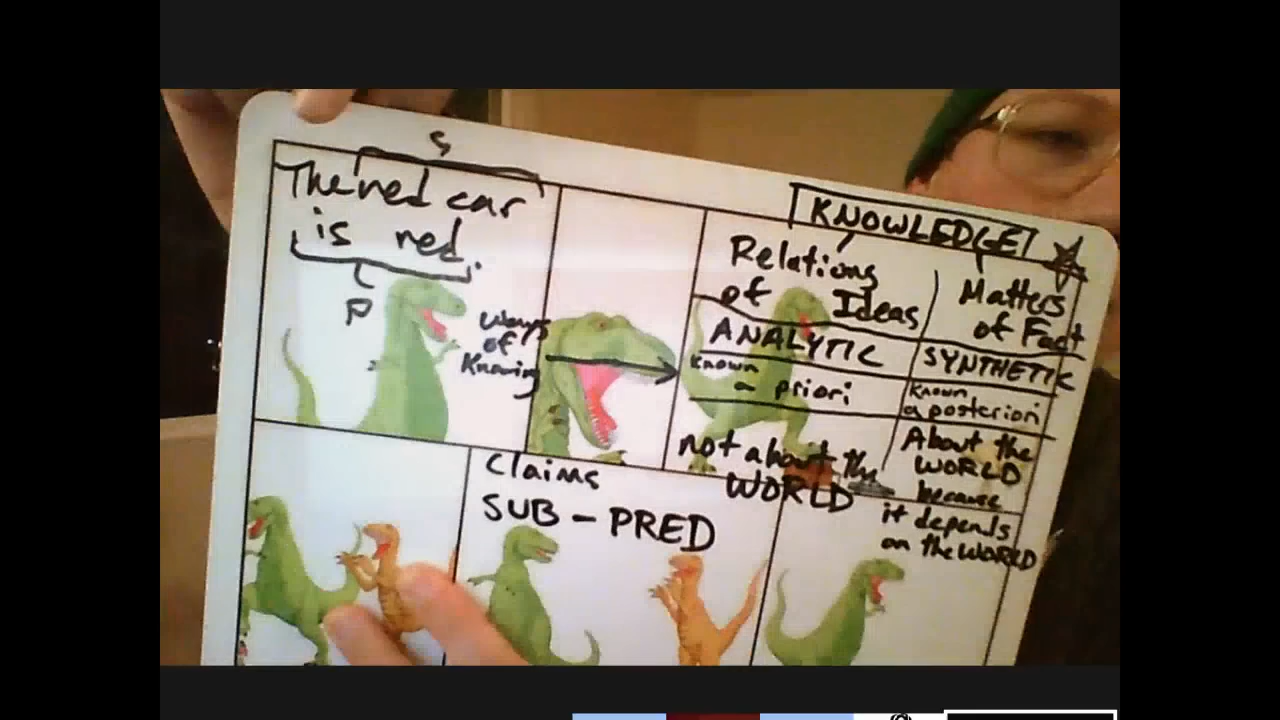 S
The red car
is red.
P
Ways
of
Knowing
KNOWLEDGE
Relations
of Ideas
ANALYTIC
known
a priori
not about the
WORLD
Matters
of Fact
SYNTHETIC
known
a posteriori
About the
WORLD
because
it depends
on the WORLD
Claims
SUB - PRED